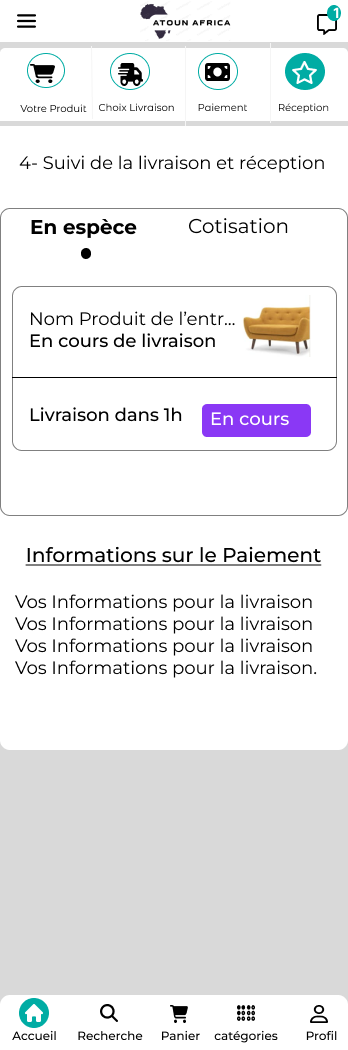 ATOUN AFRICA
1
Votre Produit
Choix Livraison
Paiement
Réception
4- Suivi de la livraison et réception
En espèce
Cotisation
Nom Produit de l'entr...
En cours de livraison
Livraison dans 1h
En cours
Informations sur le Paiement
Vos Informations pour la livraison
Vos Informations pour la livraison
Vos Informations pour la livraison
Vos Informations pour la livraison.
Accueil
Recherche
Panier
catégories
Profil